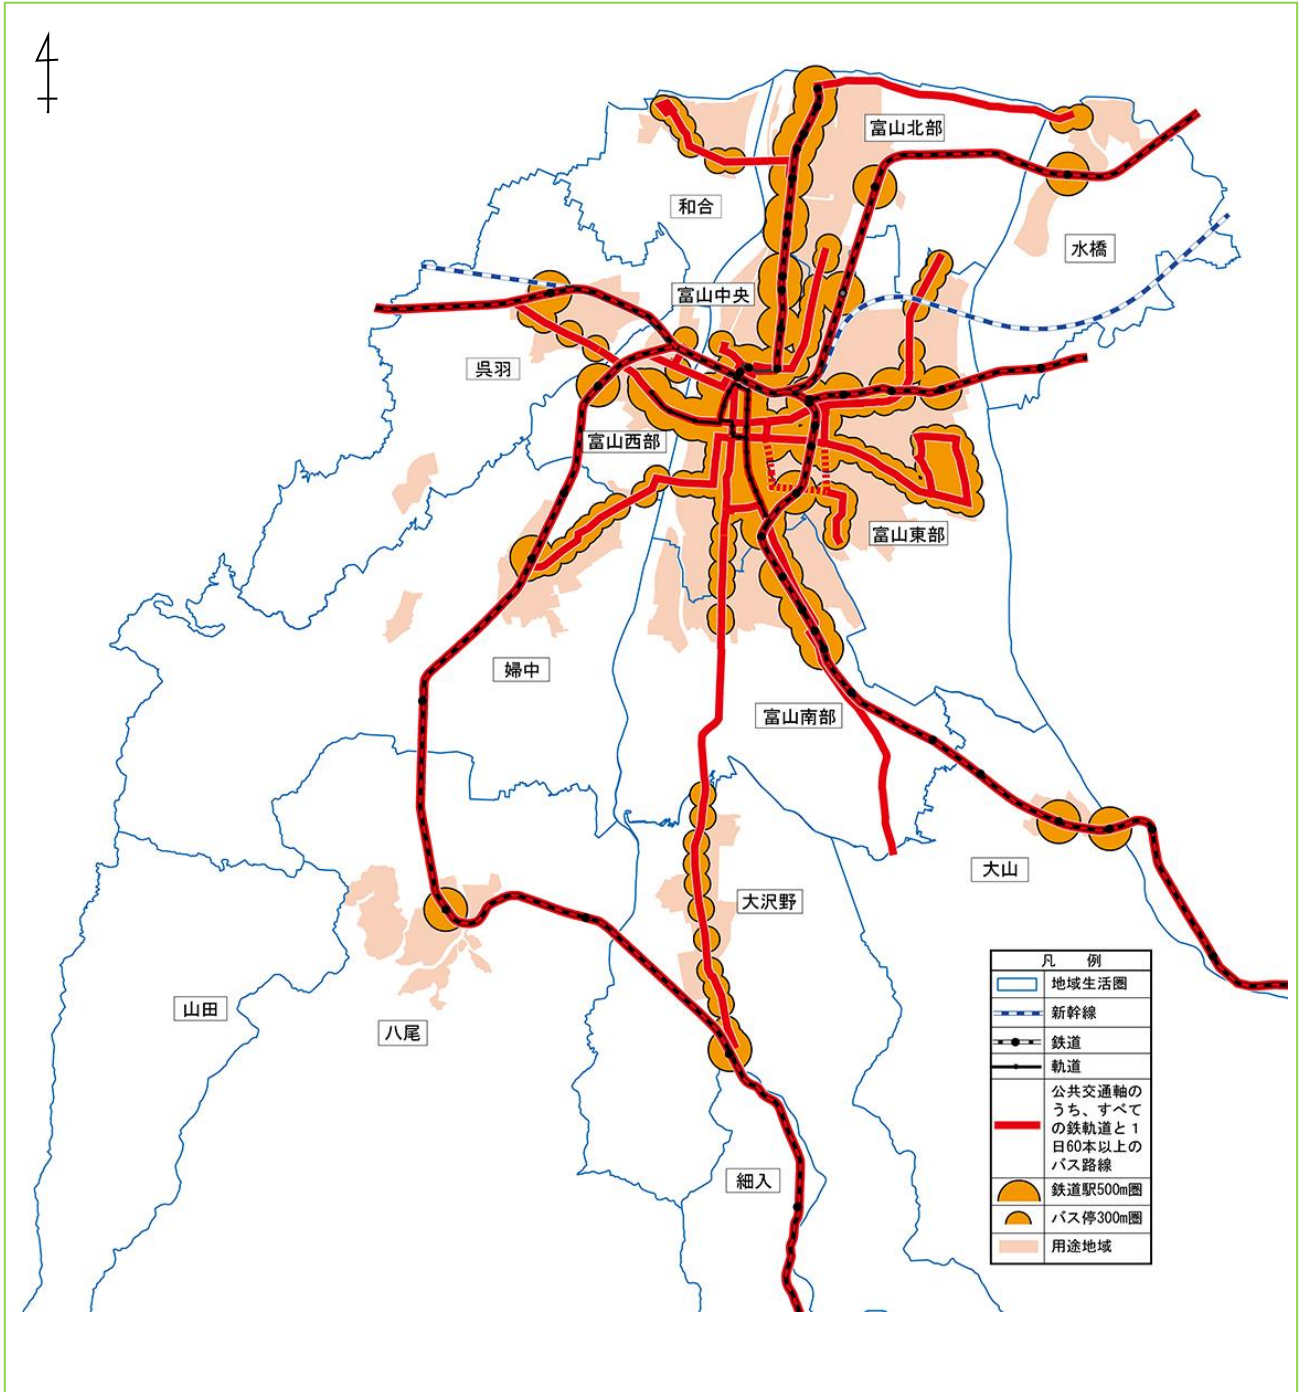 富山北部
和合
水橋
富山中央
呉羽
富山西部
富山東部
婦中
富山南部
大山
大沢野
山田
八尾
細入
凡 例
地域生活圏
新幹線
鉄道
軌道
公共交通軸の
うち、すべて
の鉄軌道と1
日60本以上の
バス路線
鉄道駅500m圏
バス停300m圏
用途地域